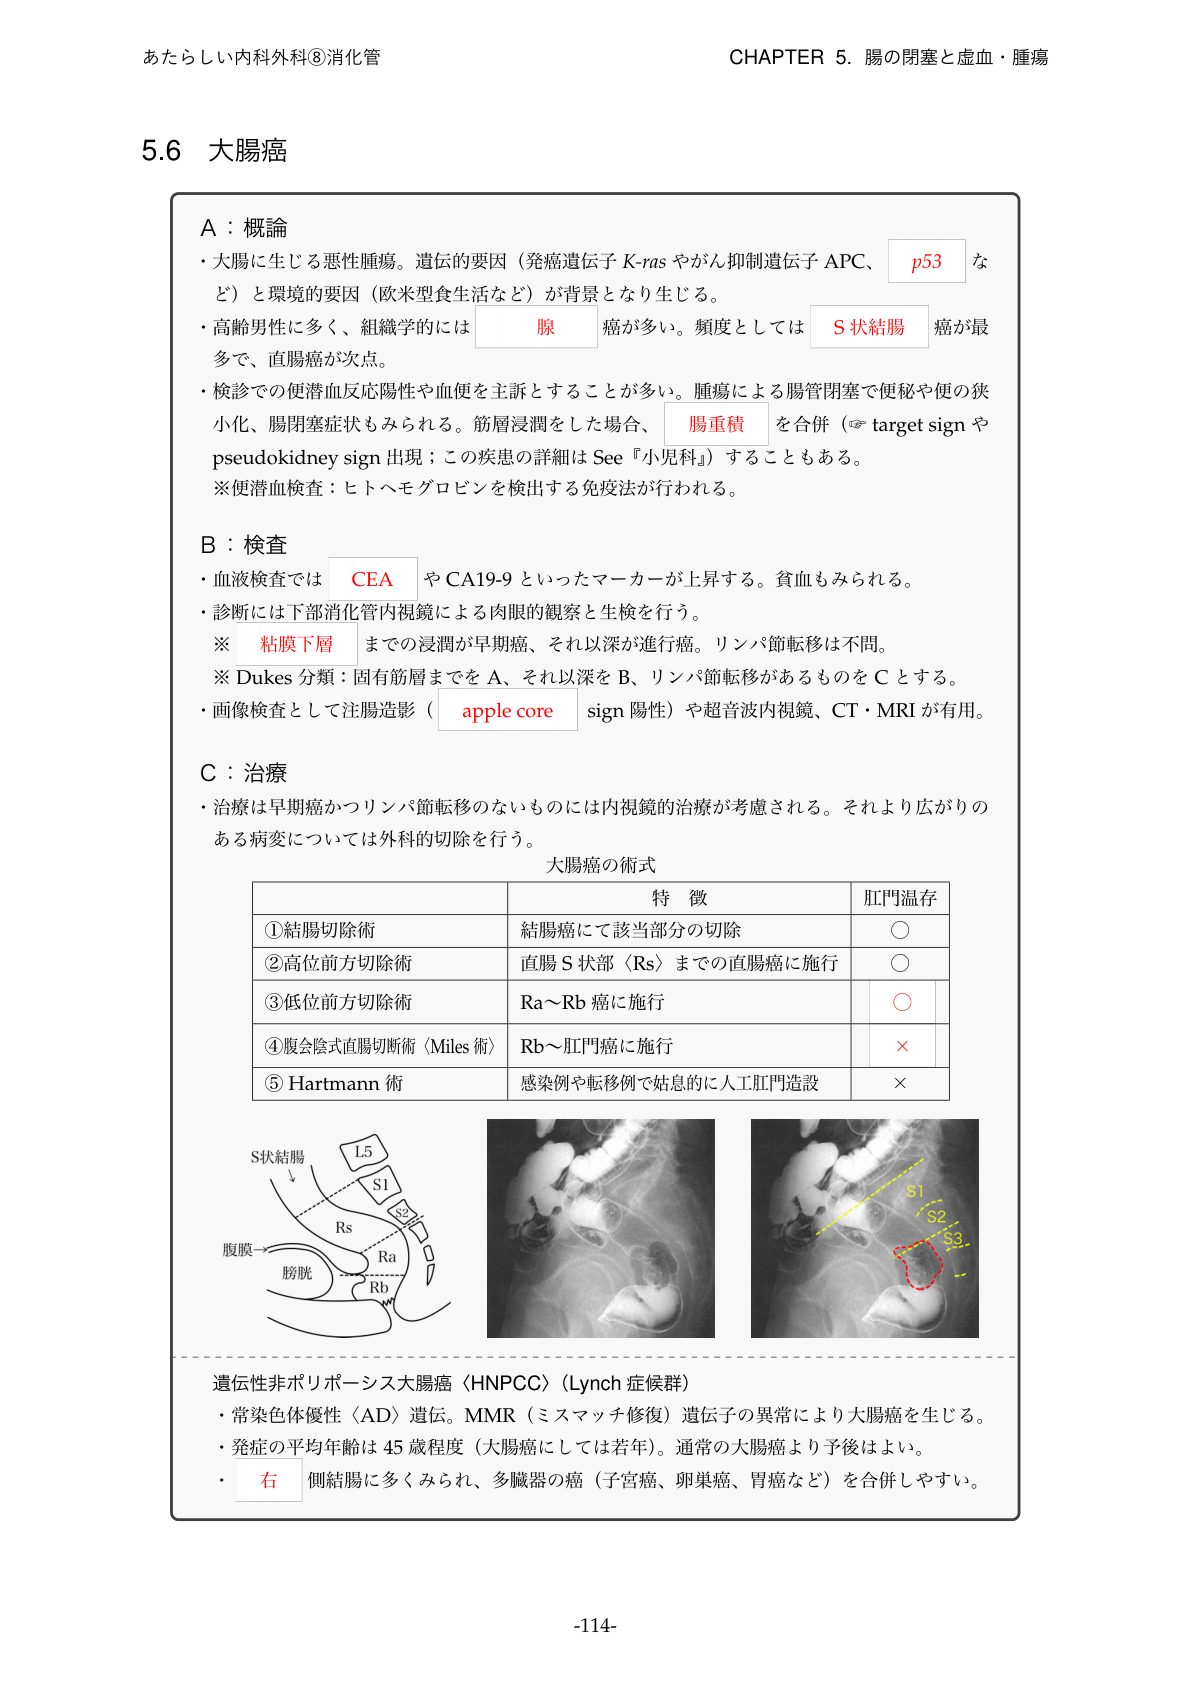 あたらしい内科外科⑧消化管
CHAPTER 5. 腸の閉塞と虚血・腫瘍
5.6 大腸癌
A：概論
・大腸に生じる悪性腫瘍。遺伝的要因（発癌遺伝子 K-ras やがん抑制遺伝子 APC、 p53 な
ど）と環境的要因（欧米型食生活など）が背景となり生じる。
・高齢男性に多く、組織学的には 腺 癌が多い。頻度としては S 状結腸 癌が最
多で、直腸癌が次点。
・検診での便潜血反応陽性や血便を主訴とすることが多い。腫瘍による腸管閉塞で便秘や便の狭
小化、腸閉塞症状もみられる。筋層浸潤をした場合、 腸重積 を合併（☞ target sign や
pseudokidney sign 出現；この疾患の詳細は See『小児科』）することもある。
※便潜血検査：ヒトヘモグロビンを検出する免疫法が行われる。
B：検査
・血液検査では CEA や CA19-9 といったマーカーが上昇する。貧血もみられる。
・診断には下部消化管内視鏡による肉眼的観察と生検を行う。
※ 粘膜下層 までの浸潤が早期癌、それ以深が進行癌。リンパ節転移は不問。
※ Dukes 分類：固有筋層までを A、それ以深を B、リンパ節転移があるものを C とする。
・画像検査として注腸造影（ apple core sign 陽性）や超音波内視鏡、CT・MRI が有用。
C：治療
・治療は早期癌かつリンパ節転移のないものには内視鏡的治療が考慮される。それより広がりの
ある病変については外科的切除を行う。
大腸癌の術式
特　徴 肛門温存
①結腸切除術 結腸癌にて該当部分の切除 ○
②高位前方切除術 直腸 S 状部〈Rs〉までの直腸癌に施行 ○
③低位前方切除術 Ra〜Rb 癌に施行 ○
④腹会陰式直腸切断術〈Miles 術〉 Rb〜肛門癌に施行 ×
⑤ Hartmann 術 感染例や転移例で姑息的に人工肛門造設 ×
S状結腸
↓
L5
S1
S2
Rs
腹膜→
Ra
膀胱
Rb
S1
S2
S3
遺伝性非ポリポーシス大腸癌〈HNPCC〉（Lynch 症候群）
・常染色体優性〈AD〉遺伝。MMR（ミスマッチ修復）遺伝子の異常により大腸癌を生じる。
・発症の平均年齢は 45 歳程度（大腸癌にしては若年）。通常の大腸癌より予後はよい。
・ 右 側結腸に多くみられ、多臓器の癌（子宮癌、卵巣癌、胃癌など）を合併しやすい。
-114-